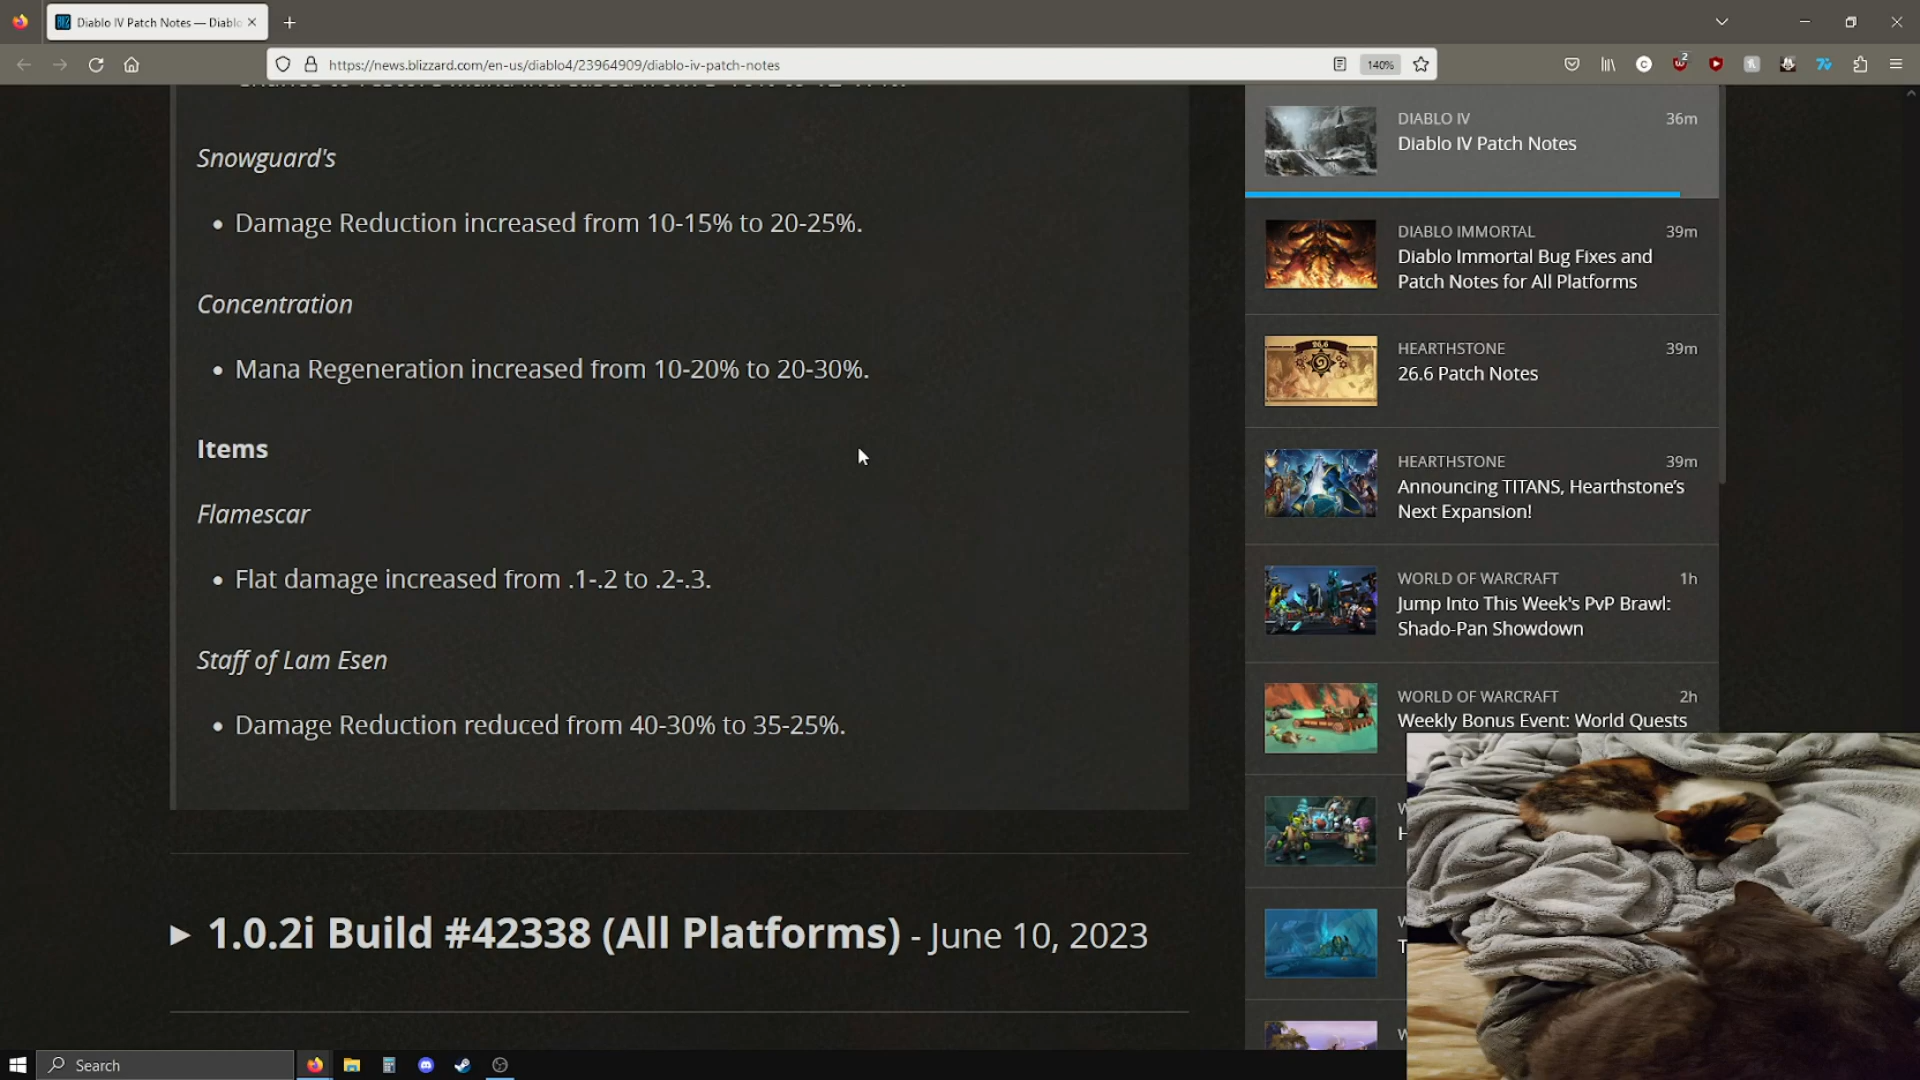 Diablo IV Patch Notes — Diablo
https://news.blizzard.com/en-us/diablo4/23964909/diablo-iv-patch-notes
140%
2
Snowguard's
• Damage Reduction increased from 10-15% to 20-25%.
Concentration
• Mana Regeneration increased from 10-20% to 20-30%.
Items
Flamescar
• Flat damage increased from .1-.2 to .2-.3.
Staff of Lam Esen
• Damage Reduction reduced from 40-30% to 35-25%.
► 1.0.2i Build #42338 (All Platforms) - June 10, 2023
DIABLO IV 36m
Diablo IV Patch Notes
DIABLO IMMORTAL 39m
Diablo Immortal Bug Fixes and
Patch Notes for All Platforms
HEARTHSTONE 39m
26.6 Patch Notes
HEARTHSTONE 39m
Announcing TITANS, Hearthstone's
Next Expansion!
WORLD OF WARCRAFT 1h
Jump Into This Week's PvP Brawl:
Shado-Pan Showdown
WORLD OF WARCRAFT 2h
Weekly Bonus Event: World Quests
Search